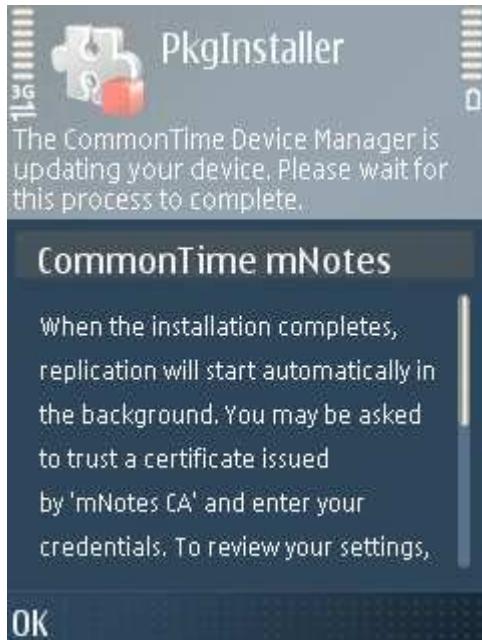 PkgInstaller
3G
The CommonTime Device Manager is
updating your device. Please wait for
this process to complete.
CommonTime mNotes
When the installation completes,
replication will start automatically in
the background. You may be asked
to trust a certificate issued
by 'mNotes CA' and enter your
credentials. To review your settings,
OK